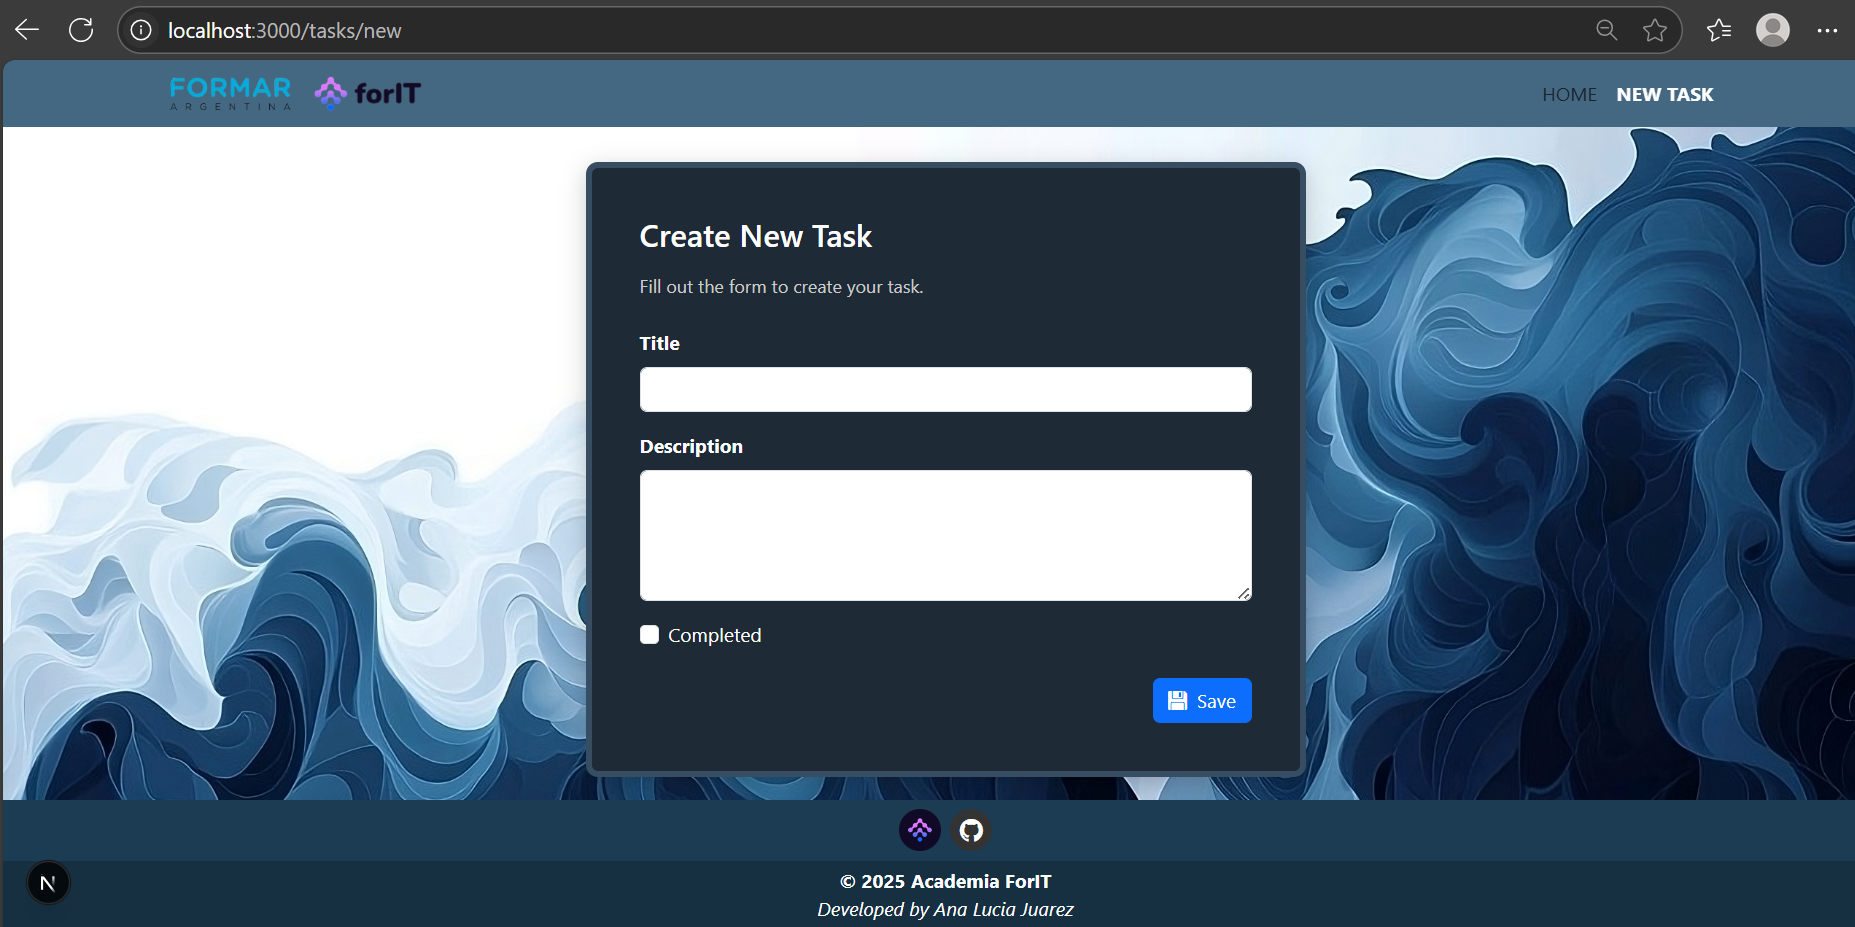 localhost:3000/tasks/new
FORMAR
ARGENTINA
forIT
HOME
NEW TASK
Create New Task
Fill out the form to create your task.
Title
Description
Completed
Save
© 2025 Academia ForIT
Developed by Ana Lucia Juarez
N